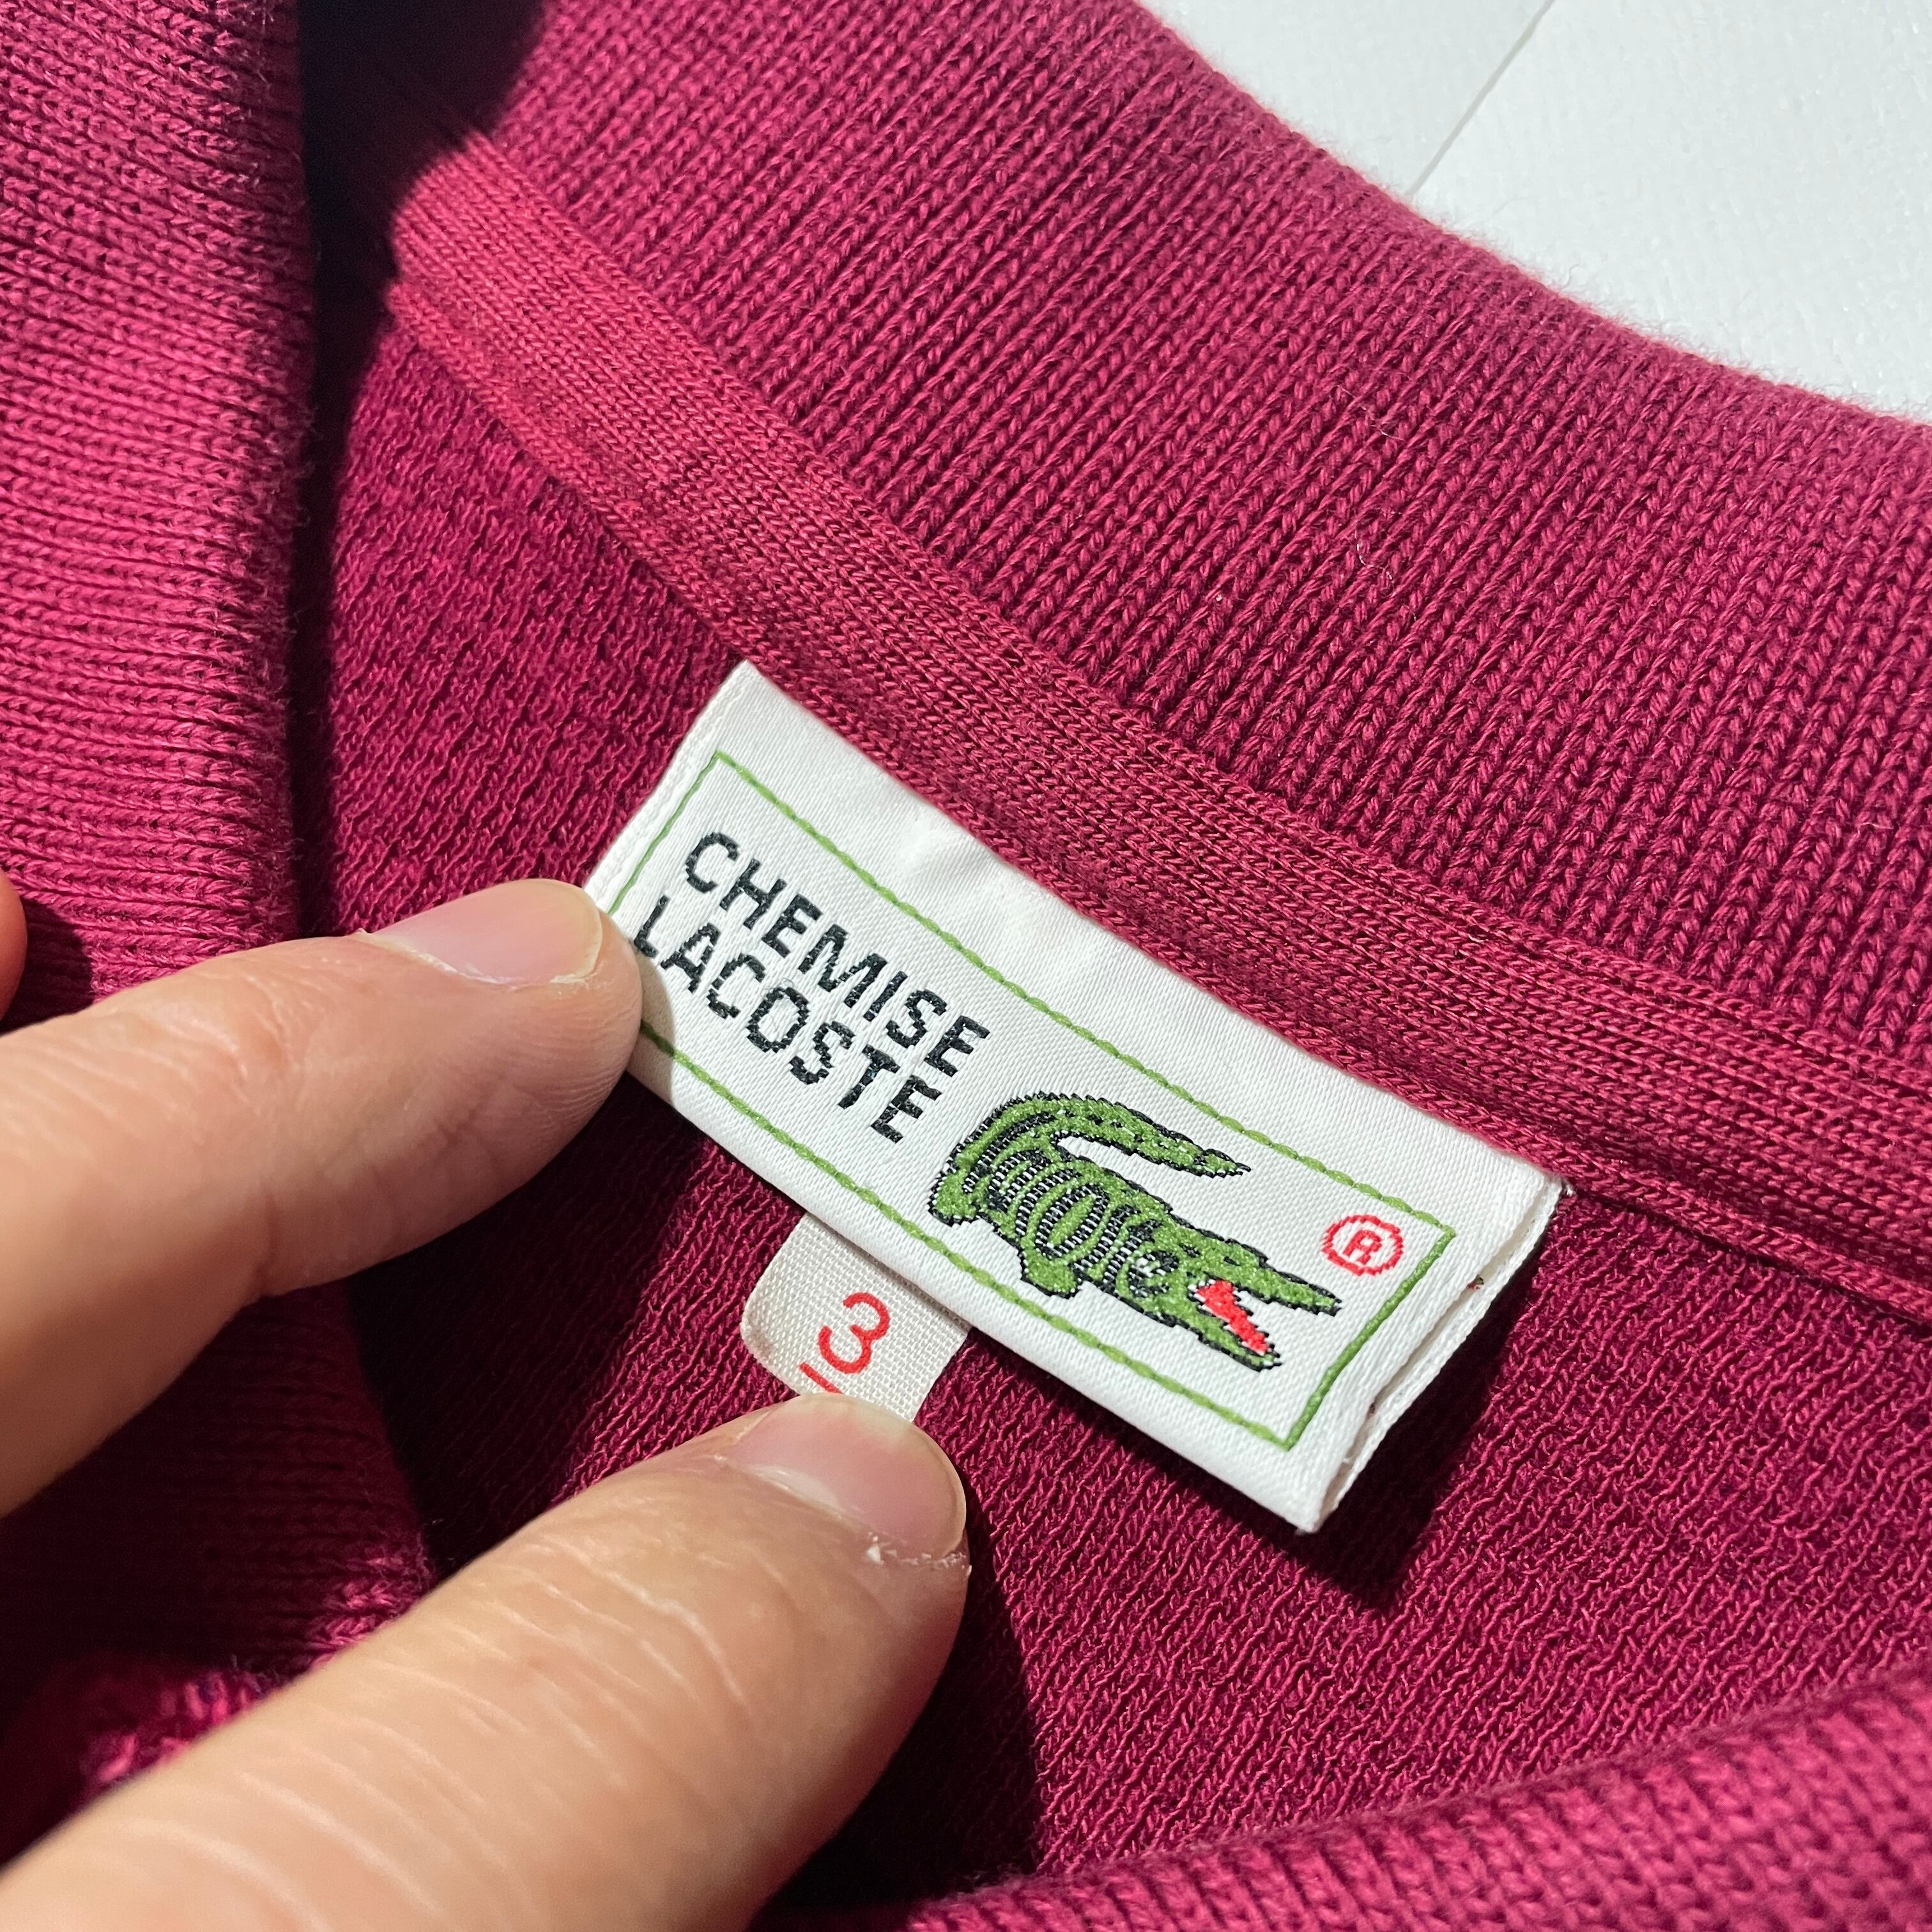 CHEMISE
LACOSTE
®
3